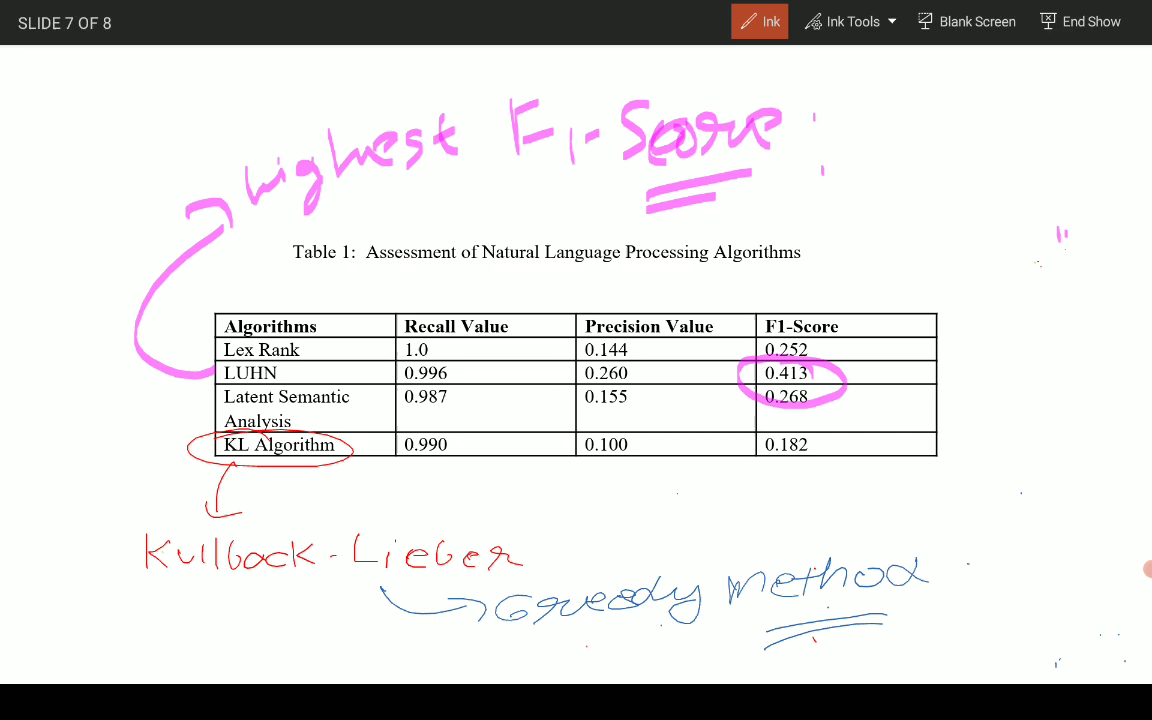 SLIDE 7 OF 8 Ink Ink Tools Blank Screen End Show
Highest F1-Score:
Table 1: Assessment of Natural Language Processing Algorithms
Algorithms Recall Value Precision Value F1-Score
Lex Rank 1.0 0.144 0.252
LUHN 0.996 0.260 0.413
Latent Semantic 0.987 0.155 0.268
Analysis
KL Algorithm 0.990 0.100 0.182
Kullback-Lieber
Greedy Method